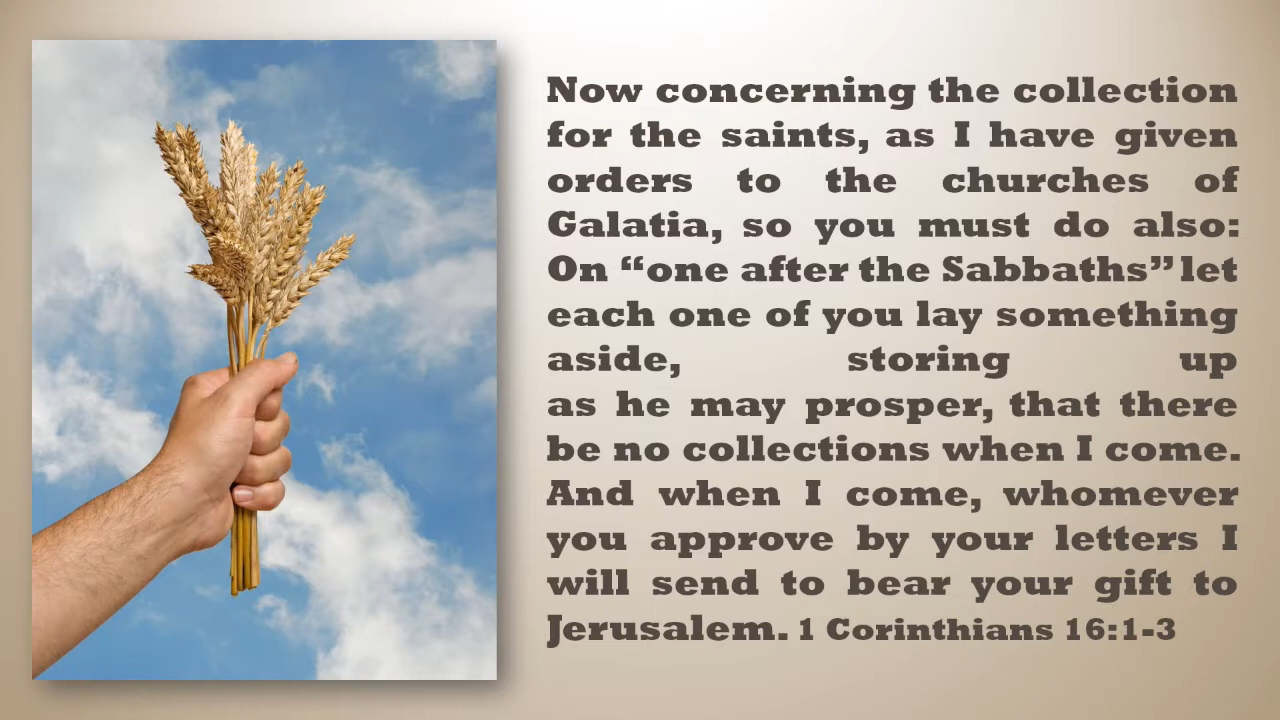 Now concerning the collection
for the saints, as I have given
orders to the churches of
Galatia, so you must do also:
On “one after the Sabbaths” let
each one of you lay something
aside, storing up
as he may prosper, that there
be no collections when I come.
And when I come, whomever
you approve by your letters I
will send to bear your gift to
Jerusalem. 1 Corinthians 16:1-3